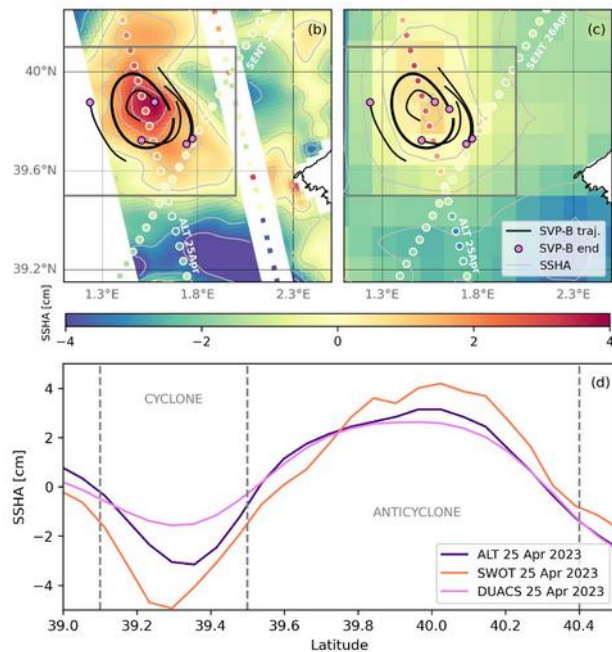 (b) (c)
SENT 26Apr SENT 26Apr
40°N
39.6°N
39.2°N
ALT 25Apr ALT 25Apr
SVP-B traj.
SVP-B end
SSHA
1.3°E 1.8°E 2.3°E 1.3°E 1.8°E 2.3°E
SSHA [cm]
−4 −2 0 2 4
(d)
CYCLONE
ANTICYCLONE
SSHA [cm]
4
2
0
−2
−4
ALT 25 Apr 2023
SWOT 25 Apr 2023
DUACS 25 Apr 2023
39.0 39.2 39.4 39.6 39.8 40.0 40.2 40.4
Latitude